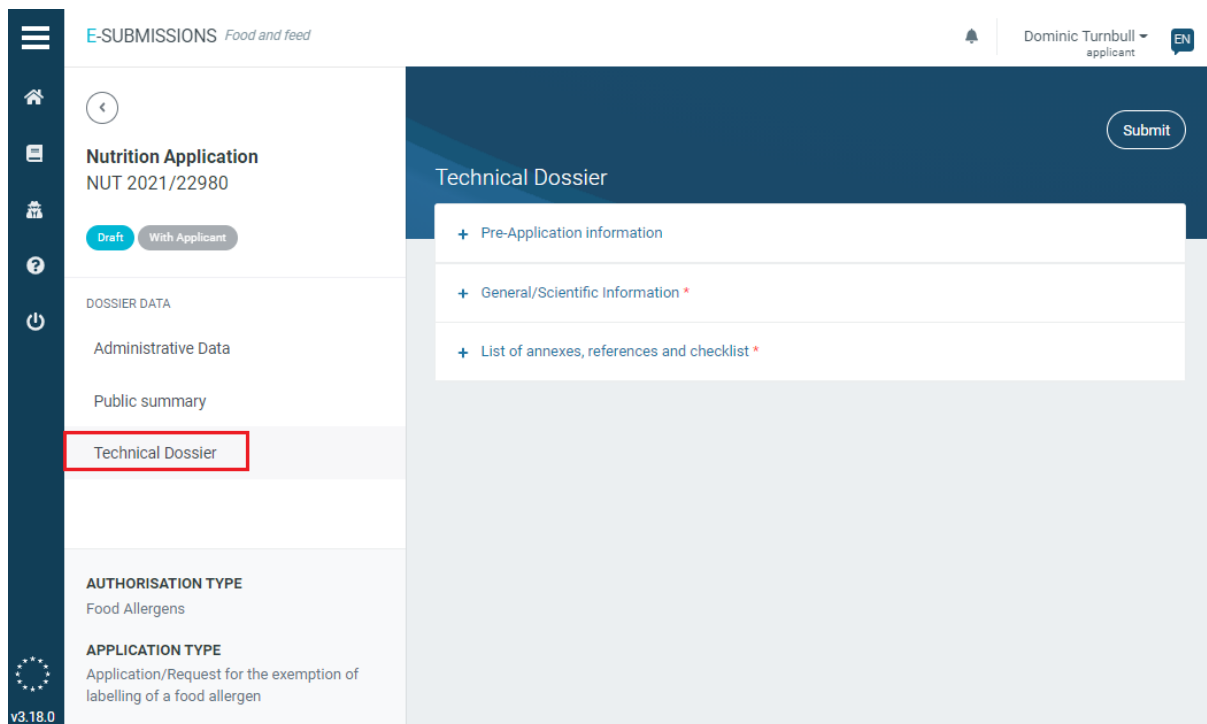 E-SUBMISSIONS Food and feed
Dominic Turnbull
applicant
EN
Nutrition Application
NUT 2021/22980
Draft
With Applicant
DOSSIER DATA
Administrative Data
Public summary
Technical Dossier
AUTHORISATION TYPE
Food Allergens
APPLICATION TYPE
Application/Request for the exemption of
labelling of a food allergen
v3.18.0
Submit
Technical Dossier
+ Pre-Application information
+ General/Scientific Information *
+ List of annexes, references and checklist *